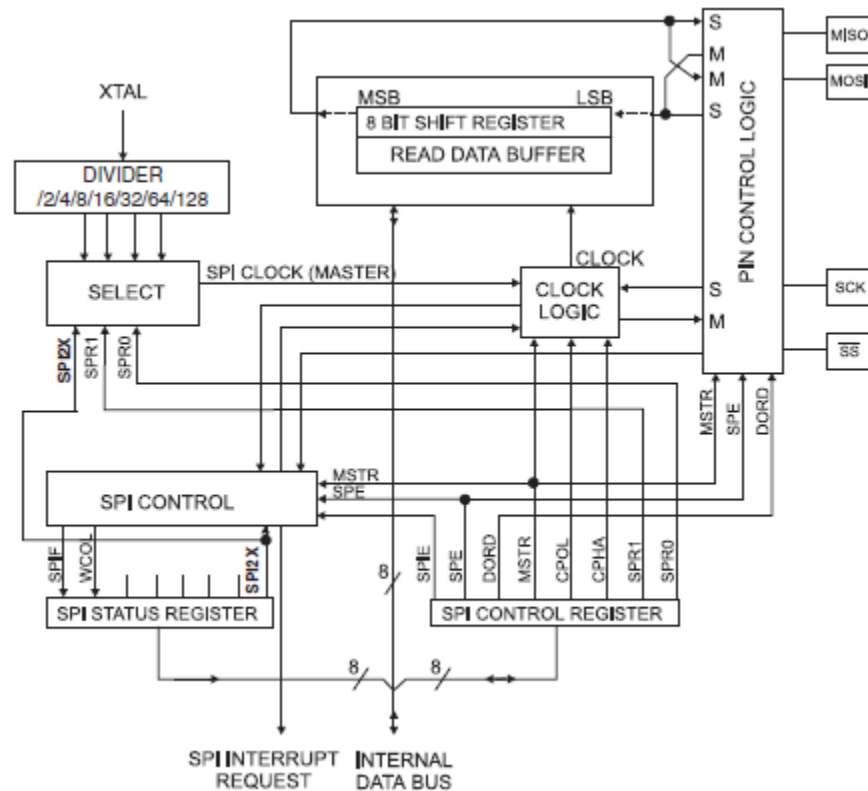 XTAL
DIVIDER
/2/4/8/16/32/64/128
SELECT
SPI2X
SPR1
SPR0
SPI CLOCK (MASTER)
MSB
LSB
8 BIT SHIFT REGISTER
READ DATA BUFFER
CLOCK
CLOCK
LOGIC
S
M
M
S
S
M
PIN CONTROL LOGIC
MISO
MOSI
SCK
SS
MSTR
SPE
DORD
MSTR
SPE
SPI CONTROL
SPIF
WCOL
SPI2X
SPI STATUS REGISTER
8
SPIE
SPE
DORD
MSTR
CPOL
CPHA
SPR1
SPR0
SPI CONTROL REGISTER
8
8
SPI INTERRUPT
REQUEST
INTERNAL
DATA BUS